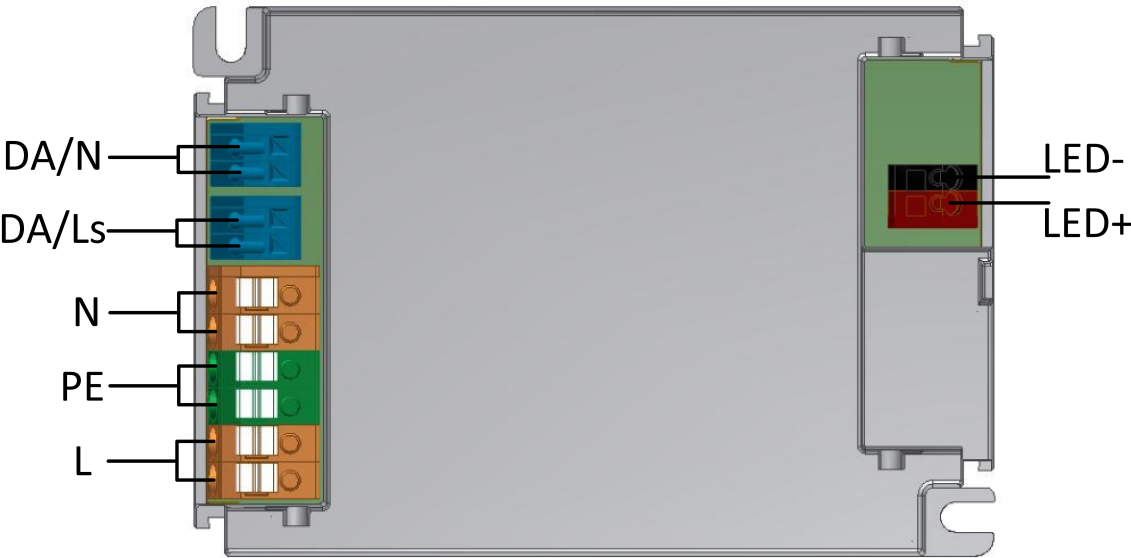 DA/N
DA/Ls
N
PE
L
LED-
LED+